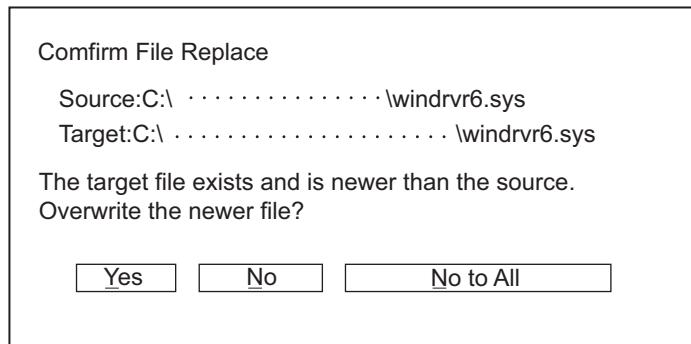 Comfirm File Replace
Source:C:\ ··············· \windrvr6.sys
Target:C:\ ······················ \windrvr6.sys
The target file exists and is newer than the source.
Overwrite the newer file?
Yes No No to All